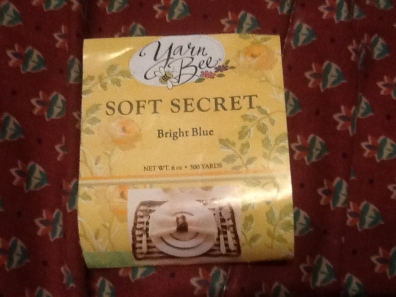 Yarn
Bee
SOFT SECRET
Bright Blue
NET WT. 6 oz • 300 YARDS